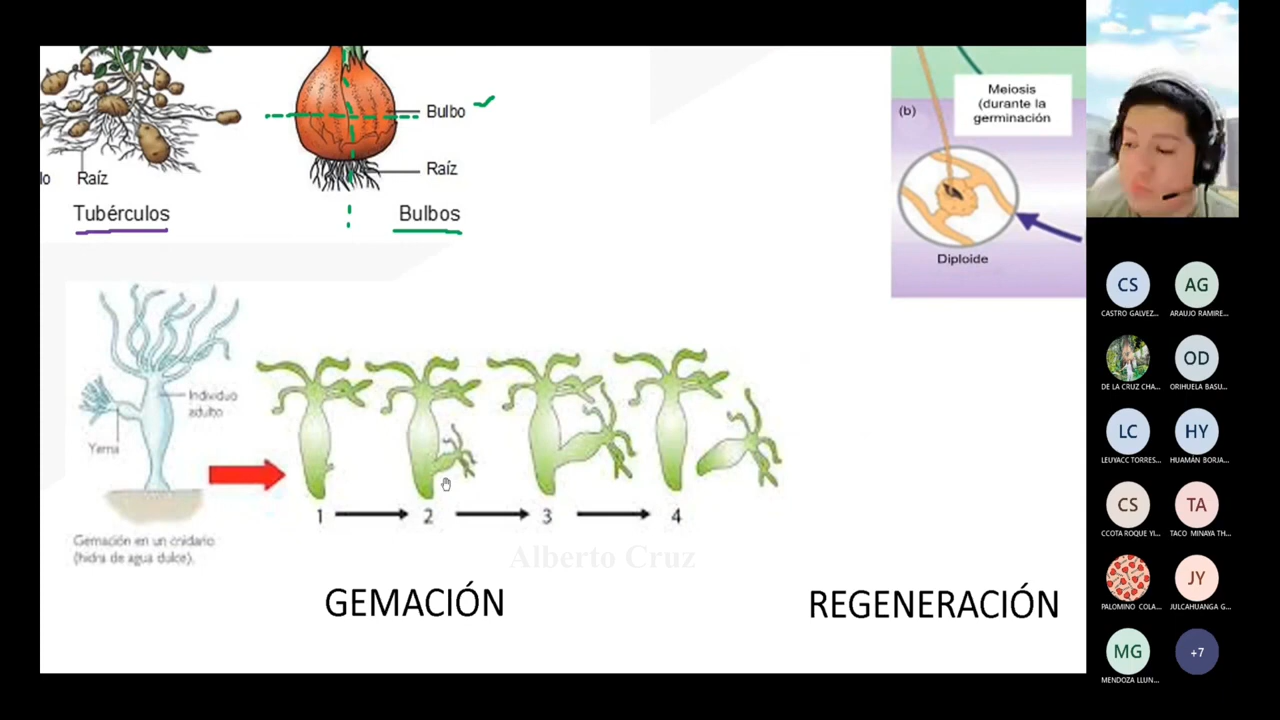 Bulbo
Raíz
lo Raíz
Tubérculos
Bulbos
(b)
Meiosis
(durante la
germinación
Diploide
Individuo
adulto
Yema
Gemación en un cnidario
(hidra de agua dulce).
1
2
3
4
Alberto Cruz
GEMACIÓN
REGENERACIÓN
CS
CASTRO GALVEZ...
AG
ARAUJO RAMIRE...
DE LA CRUZ CHA...
OD
ORIHUELA BASU...
LC
LEUYACC TORRES...
HY
HUAMÁN BORJA...
CS
CCOTA ROQUE YI...
TA
TACO MINAYA TH...
PALOMINO COLA...
JY
JULCAHUANGA G...
MG
MENDOZA LLUN...
+7